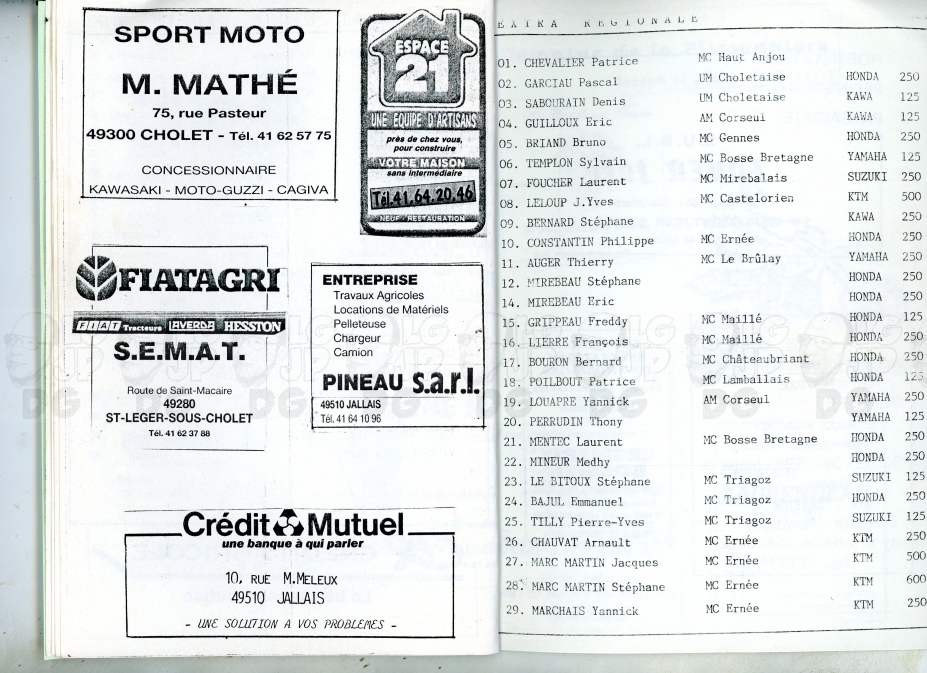 SPORT MOTO
M. MATHÉ
75, rue Pasteur
49300 CHOLET - Tél. 41 62 57 75
CONCESSIONNAIRE
KAWASAKI - MOTO-GUZZI - CAGIVA
ESPACE
21
UNE EQUIPE D'ARTISANS
près de chez vous,
pour construire
VOTRE MAISON
sans intermédiaire
Tél.41.64.20.46
NEUF - RESTAURATION
FIATAGRI
FIAT Tracteurs LAVERDA HESSTON
S.E.M.A.T.
Route de Saint-Macaire
49280
ST-LEGER-SOUS-CHOLET
Tél. 41 62 37 88
ENTREPRISE
Travaux Agricoles
Locations de Matériels
Pelleteuse
Chargeur
Camion
PINEAU s.a.r.l.
49510 JALLAIS
Tél. 41 64 10 96
Crédit Mutuel
une banque à qui parler
10, RUE M.MELEUX
49510 JALLAIS
- UNE SOLUTION A VOS PROBLEMES -
EXTRA REGIONALE
01. CHEVALIER Patrice MC Haut Anjou
02. GARCIAU Pascal UM Choletaise HONDA 250
03. SABOURAIN Denis UM Choletaise KAWA 125
04. GUILLOUX Eric AM Corseul KAWA 125
05. BRIAND Bruno MC Gennes HONDA 250
06. TEMPLON Sylvain MC Bosse Bretagne YAMAHA 125
07. FOUCHER Laurent MC Mirebalais SUZUKI 250
08. LELOUP J.Yves MC Castelorien KTM 500
09. BERNARD Stéphane KAWA 250
10. CONSTANTIN Philippe MC Ernée HONDA 250
11. AUGER Thierry MC Le Brûlay YAMAHA 250
12. MIREBEAU Stéphane HONDA 250
14. MIREBEAU Eric HONDA 250
15. GRIPPEAU Freddy MC Maillé HONDA 125
16. LIERRE François MC Maillé HONDA 250
17. BOURON Bernard MC Châteaubriant HONDA 250
18. POILBOUT Patrice MC Lamballais HONDA 125
19. LOUAPRE Yannick AM Corseul YAMAHA 250
20. PERRUDIN Thony YAMAHA 125
21. MENTEC Laurent MC Bosse Bretagne HONDA 250
22. MINEUR Medhy HONDA 250
23. LE BITOUX Stéphane MC Triagoz SUZUKI 125
24. BAJUL Emmanuel MC Triagoz HONDA 250
25. TILLY Pierre-Yves MC Triagoz SUZUKI 125
26. CHAUVAT Arnault MC Ernée KTM 250
27. MARC MARTIN Jacques MC Ernée KTM 500
28. MARC MARTIN Stéphane MC Ernée KTM 600
29. MARCHAIS Yannick MC Ernée KTM 250